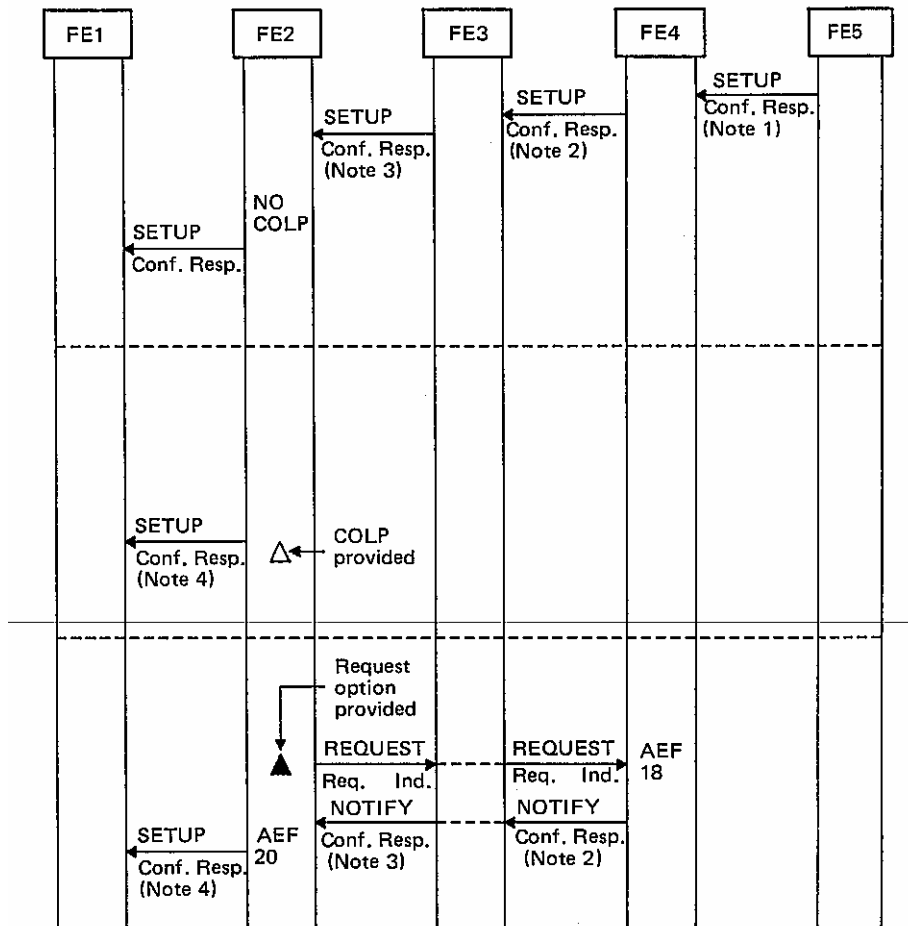 FE1
FE2
FE3
FE4
FE5
SETUP
Conf. Resp.
(Note 1)
SETUP
Conf. Resp.
(Note 2)
SETUP
Conf. Resp.
(Note 3)
NO
COLP
SETUP
Conf. Resp.
SETUP
Conf. Resp.
(Note 4)
COLP
provided
Request
option
provided
REQUEST
Req. Ind.
REQUEST
Req. Ind.
AEF
18
NOTIFY
Conf. Resp.
(Note 3)
NOTIFY
Conf. Resp.
(Note 2)
SETUP
Conf. Resp.
(Note 4)
AEF
20